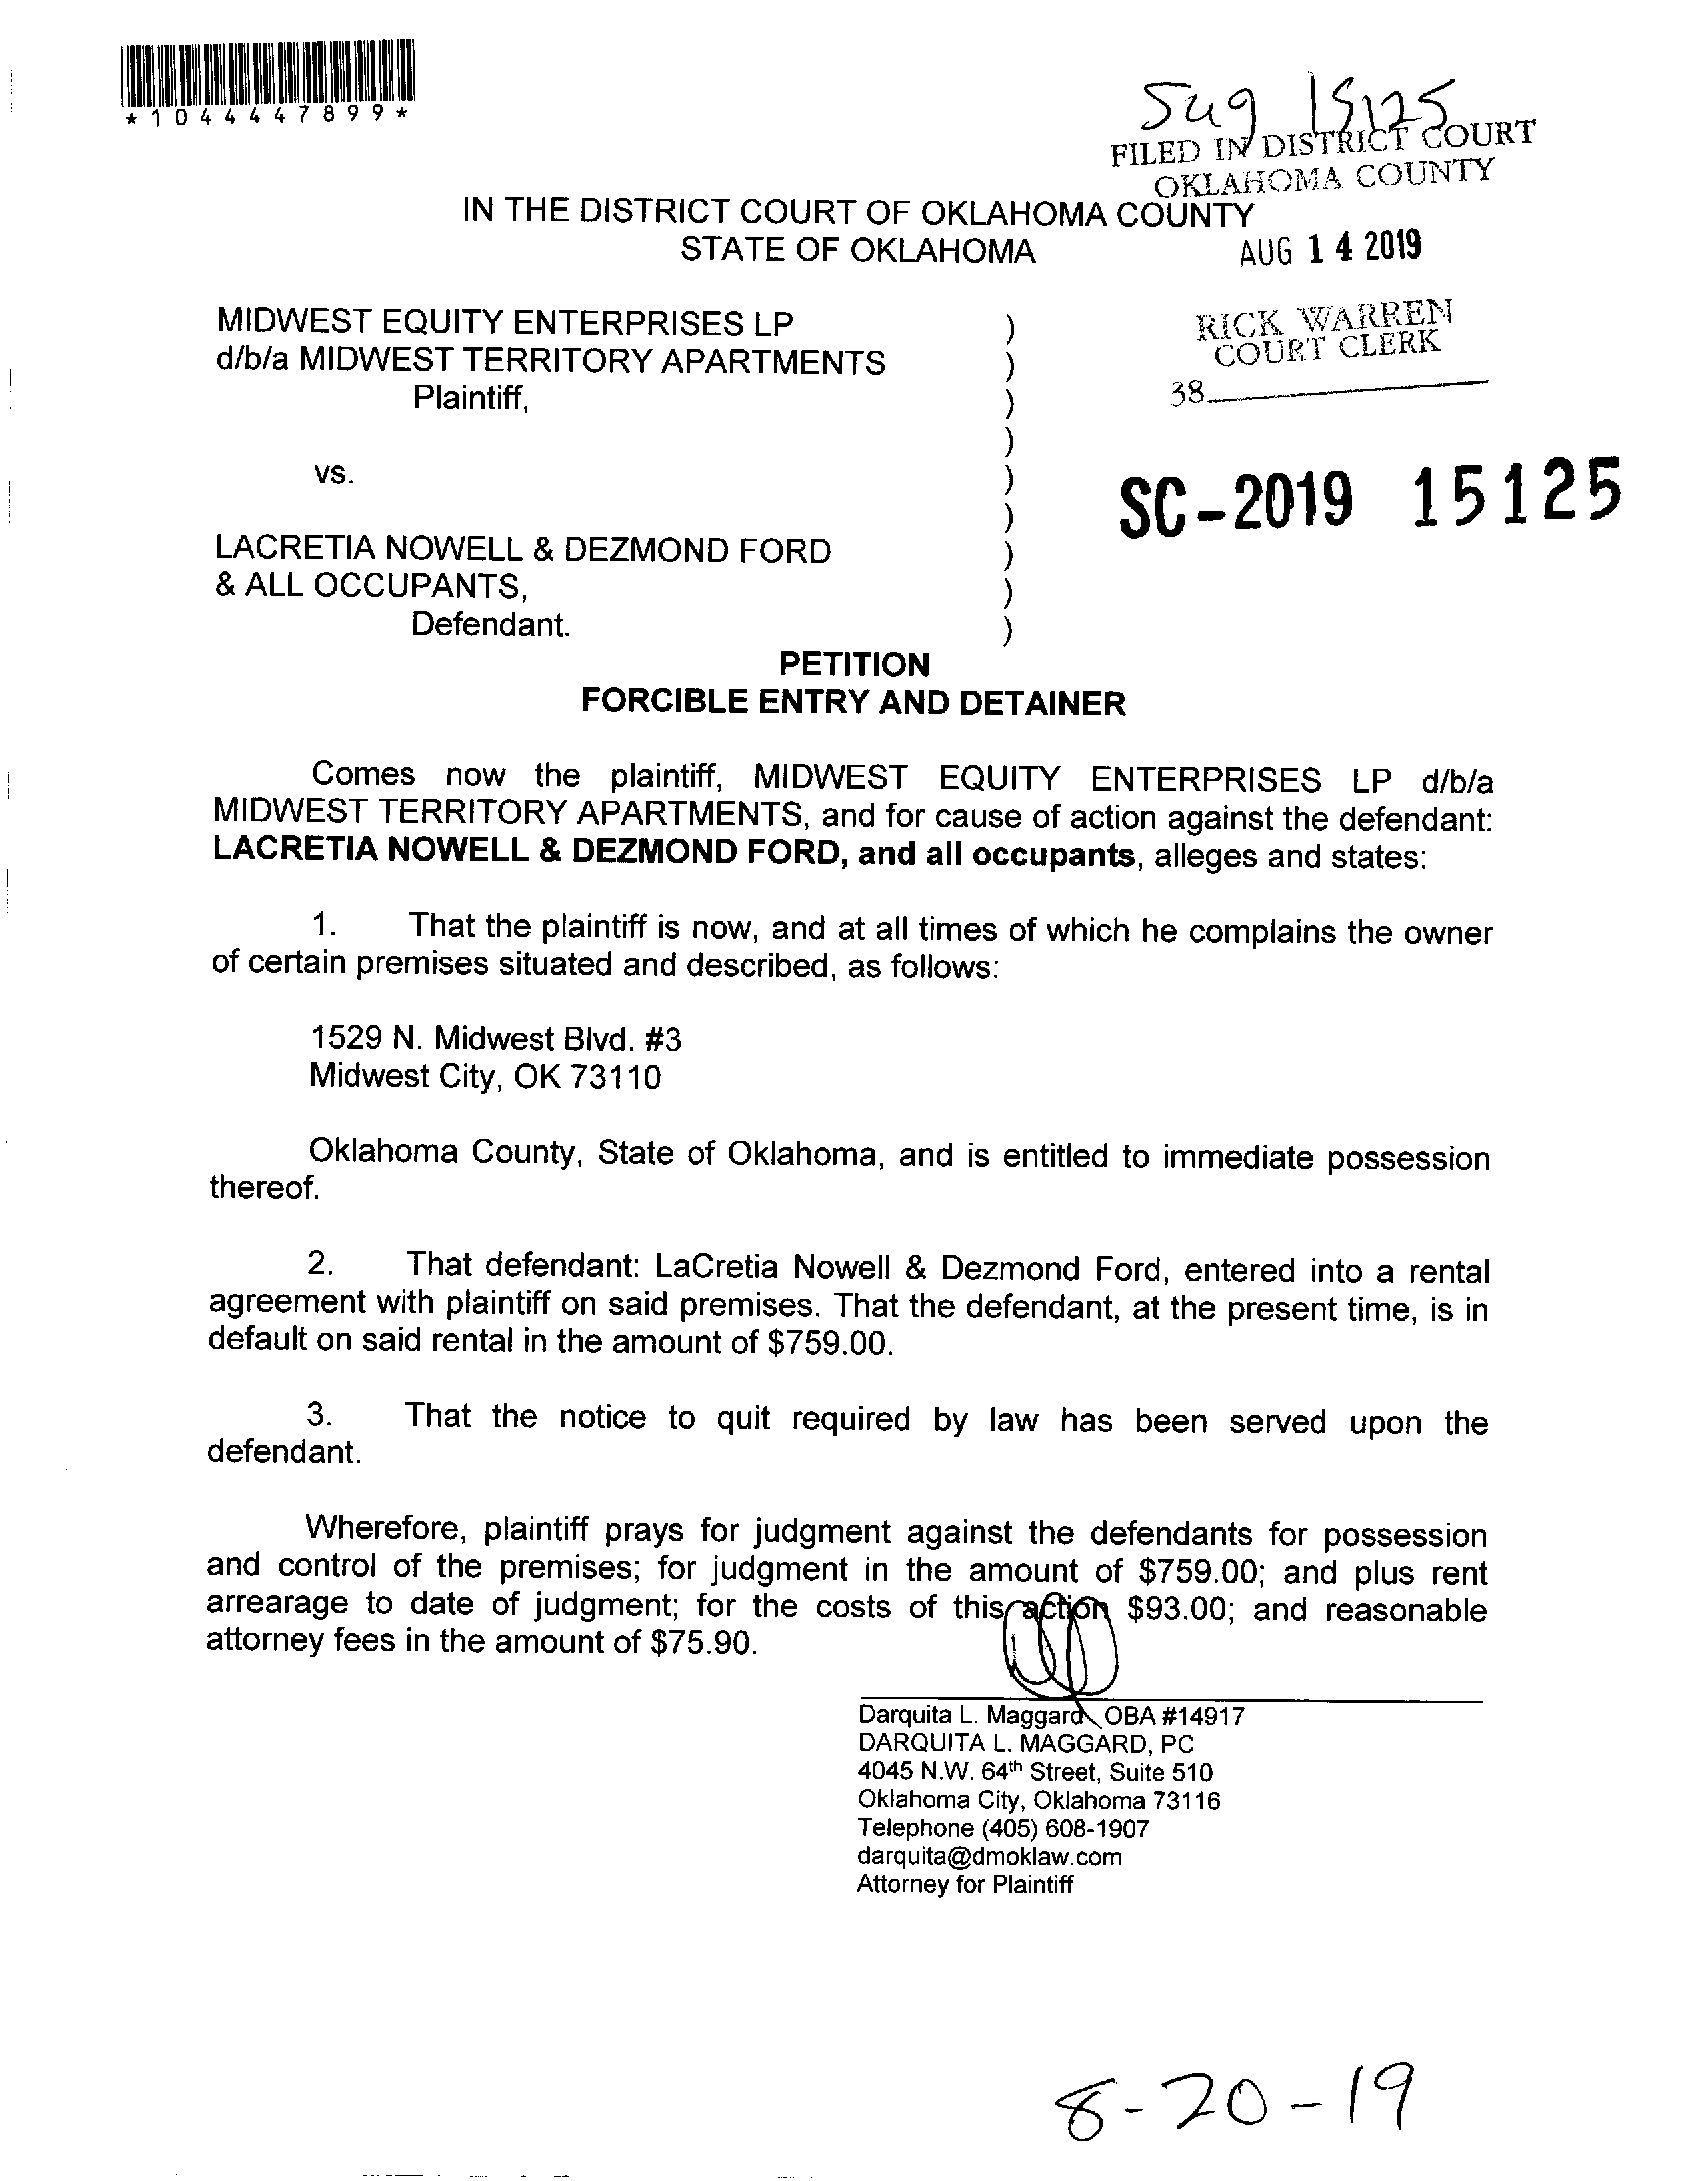 *1044447899*
15125
FILED IN DISTRICT COURT
OKLAHOMA COUNTY
IN THE DISTRICT COURT OF OKLAHOMA COUNTY
STATE OF OKLAHOMA
AUG 14 2019
MIDWEST EQUITY ENTERPRISES LP )
d/b/a MIDWEST TERRITORY APARTMENTS )
Plaintiff, )
)
vs. )
)
LACRETIA NOWELL & DEZMOND FORD )
& ALL OCCUPANTS, )
Defendant. )
RICK WARREN
COURT CLERK
38
SC-2019 15125
PETITION
FORCIBLE ENTRY AND DETAINER
Comes now the plaintiff, MIDWEST EQUITY ENTERPRISES LP d/b/a
MIDWEST TERRITORY APARTMENTS, and for cause of action against the defendant:
LACRETIA NOWELL & DEZMOND FORD, and all occupants, alleges and states:
1. That the plaintiff is now, and at all times of which he complains the owner
of certain premises situated and described, as follows:
1529 N. Midwest Blvd. #3
Midwest City, OK 73110
Oklahoma County, State of Oklahoma, and is entitled to immediate possession
thereof.
2. That defendant: LaCretia Nowell & Dezmond Ford, entered into a rental
agreement with plaintiff on said premises. That the defendant, at the present time, is in
default on said rental in the amount of $759.00.
3. That the notice to quit required by law has been served upon the
defendant.
Wherefore, plaintiff prays for judgment against the defendants for possession
and control of the premises; for judgment in the amount of $759.00; and plus rent
arrearage to date of judgment; for the costs of this action $93.00; and reasonable
attorney fees in the amount of $75.90.
Darquita L. Maggard OBA #14917
DARQUITA L. MAGGARD, PC
4045 N.W. 64th Street, Suite 510
Oklahoma City, Oklahoma 73116
Telephone (405) 608-1907
darquita@dmoklaw.com
Attorney for Plaintiff
8-20-19